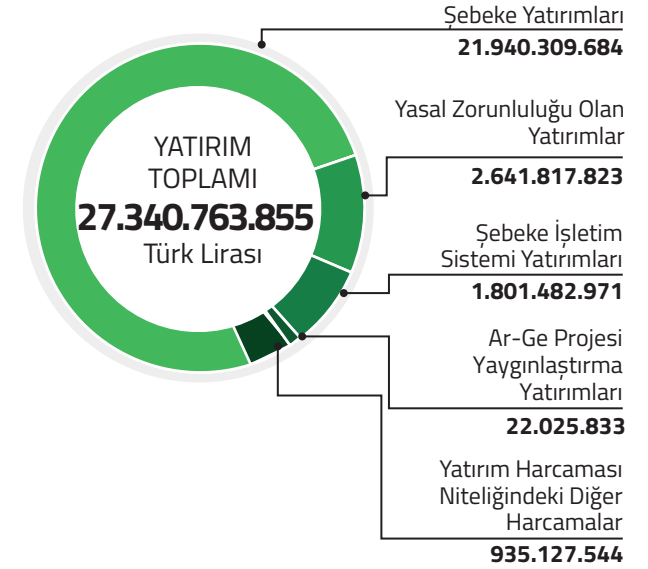 YATIRIM
TOPLAMI
27.340.763.855
Türk Lirası
Şebeke Yatırımları
21.940.309.684
Yasal Zorunluluğu Olan
Yatırımlar
2.641.817.823
Şebeke İşletim
Sistemi Yatırımları
1.801.482.971
Ar-Ge Projesi
Yaygınlaştırma
Yatırımları
22.025.833
Yatırım Harcaması
Niteliğindeki Diğer
Harcamalar
935.127.544